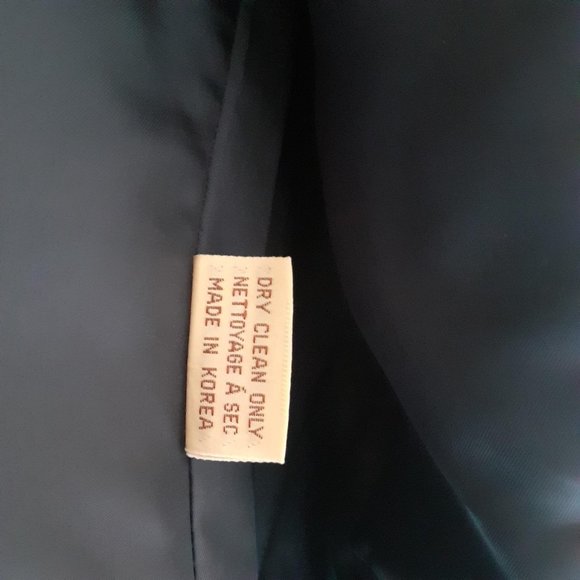 DRY CLEAN ONLY
NETTOYAGE Á SEC
MADE IN KOREA